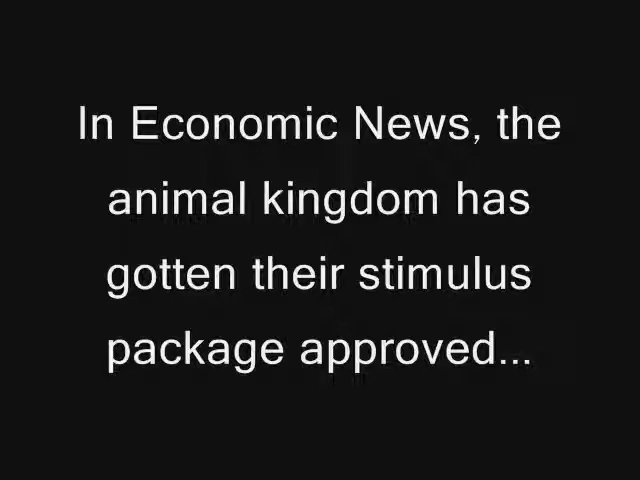 In Economic News, the
animal kingdom has
gotten their stimulus
package approved...